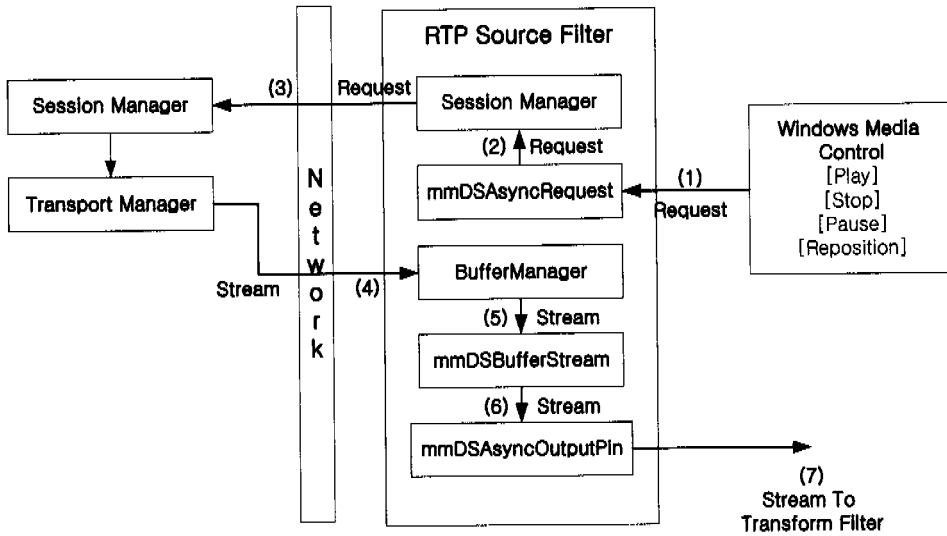 RTP Source Filter
Session Manager
(3)
Request
Session Manager
(2)
Request
Windows Media
Control
[Play]
[Stop]
[Pause]
[Reposition]
Transport Manager
mmDSAsyncRequest
(1)
Request
Network
Stream
(4)
BufferManager
(5)
Stream
mmDSBufferStream
(6)
Stream
mmDSAsyncOutputPin
(7)
Stream To
Transform Filter